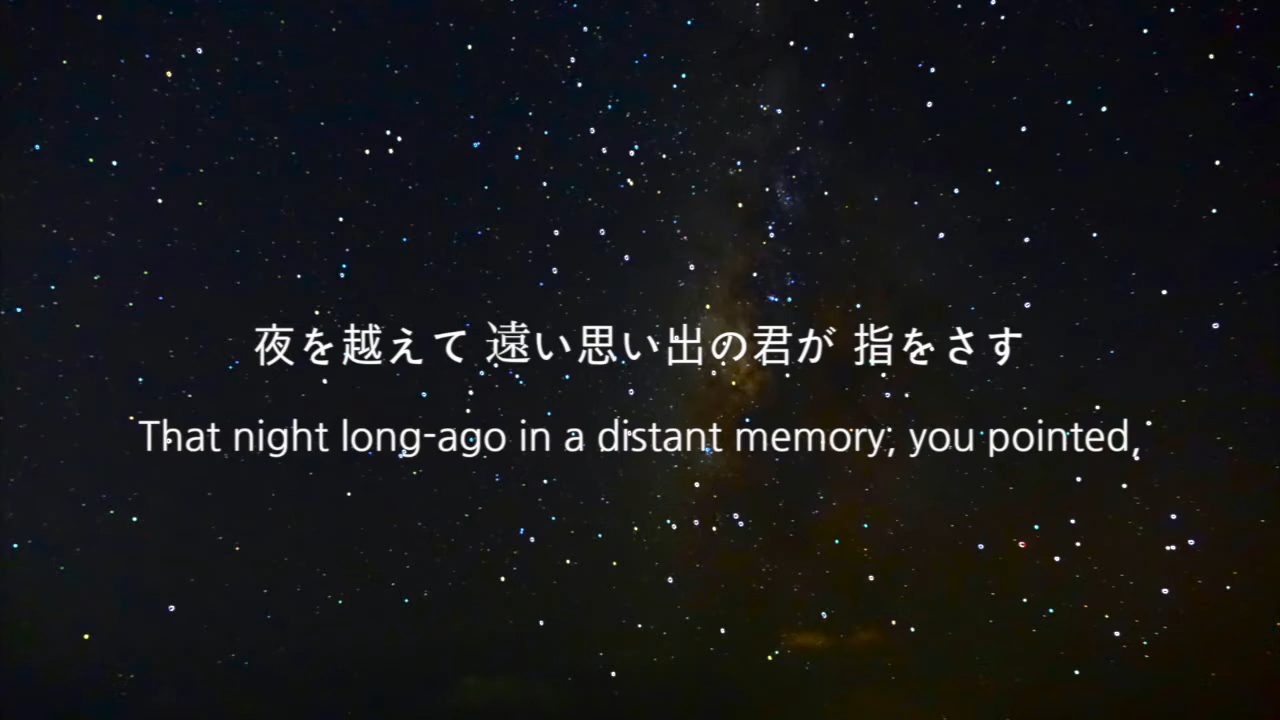 夜を越えて 遠い思い出の君が 指をさす
That night long-ago in a distant memory, you pointed,